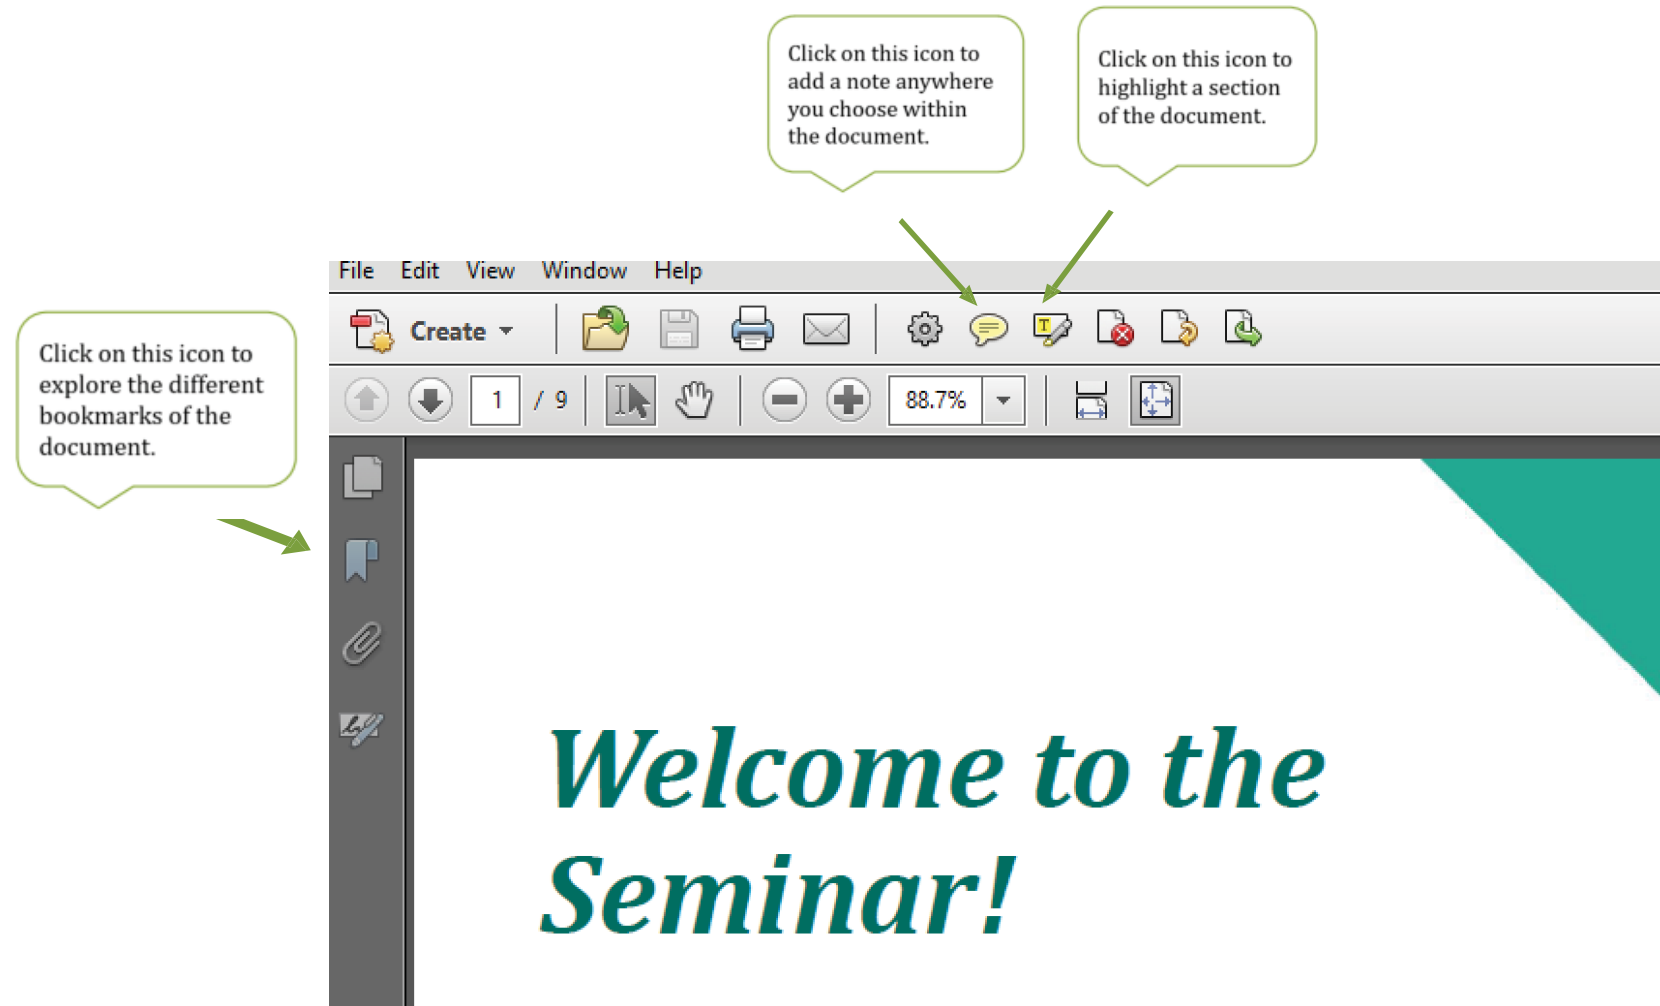 Click on this icon to
add a note anywhere
you choose within
the document.
Click on this icon to
highlight a section
of the document.
File Edit View Window Help
Create
Click on this icon to
explore the different
bookmarks of the
document.
1 / 9 88.7%
T
Welcome to the
Seminar!